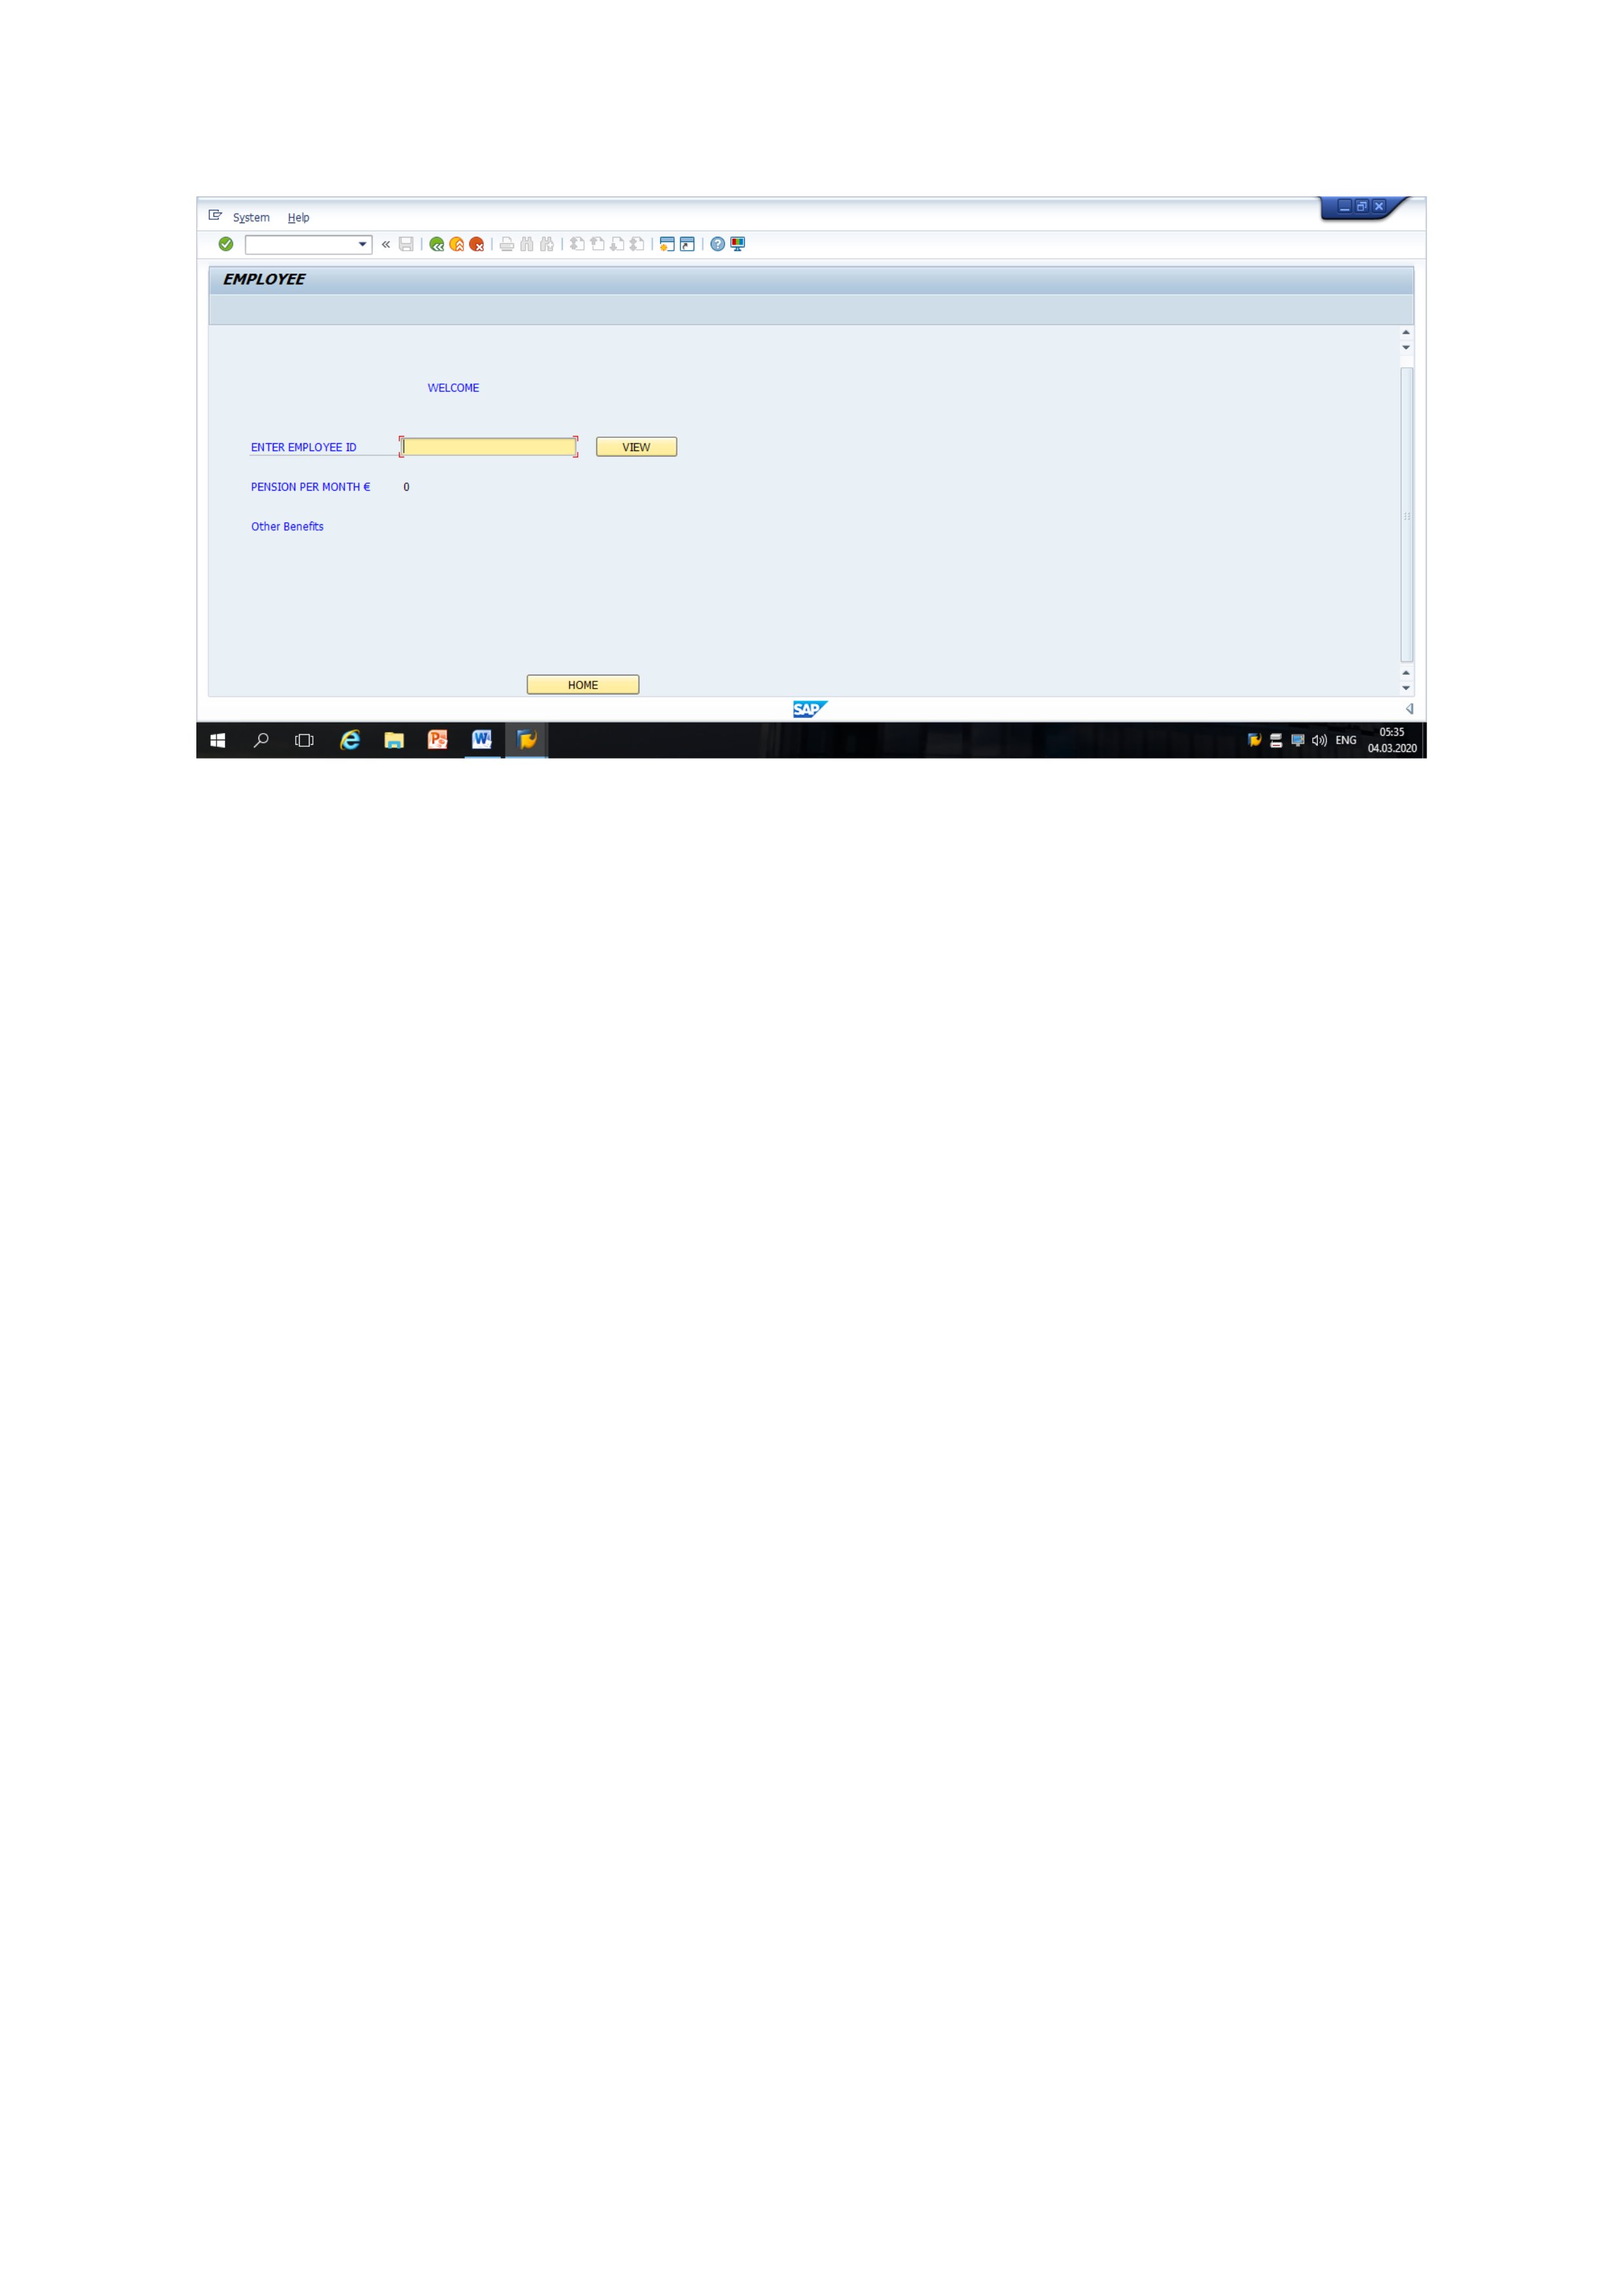 System Help
EMPLOYEE
WELCOME
ENTER EMPLOYEE ID VIEW
PENSION PER MONTH € 0
Other Benefits
HOME
SAP
ENG 05:35
04.03.2020